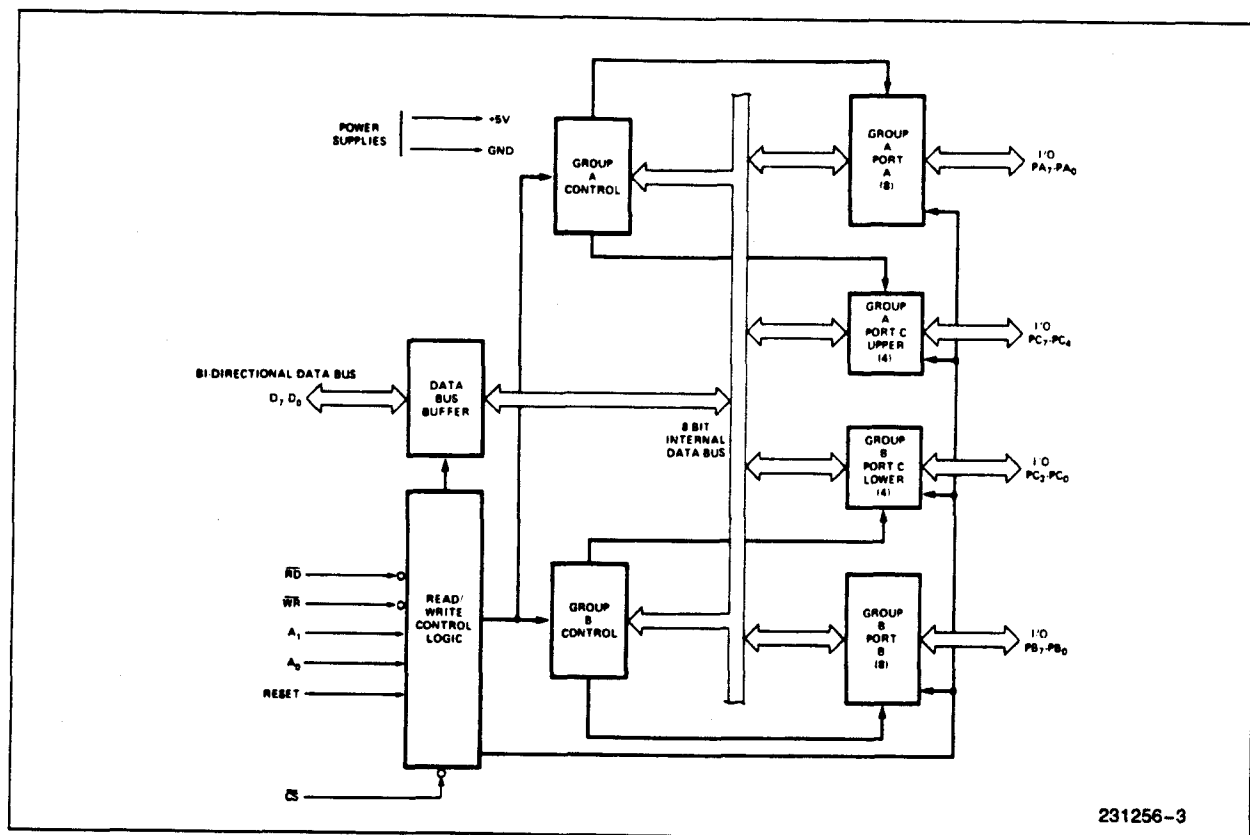 POWER
SUPPLIES
+5V
GND
GROUP
A
CONTROL
GROUP
A
PORT
A
(8)
I/O
PA7-PA0
GROUP
A
PORT C
UPPER
(4)
I/O
PC7-PC4
BI-DIRECTIONAL DATA BUS
D7 D0
DATA
BUS
BUFFER
8 BIT
INTERNAL
DATA BUS
GROUP
B
PORT C
LOWER
(4)
I/O
PC3-PC0
RD
WR
A1
A0
RESET
CS
READ/
WRITE
CONTROL
LOGIC
GROUP
B
CONTROL
GROUP
B
PORT
B
(8)
I/O
PB7-PB0
231256-3